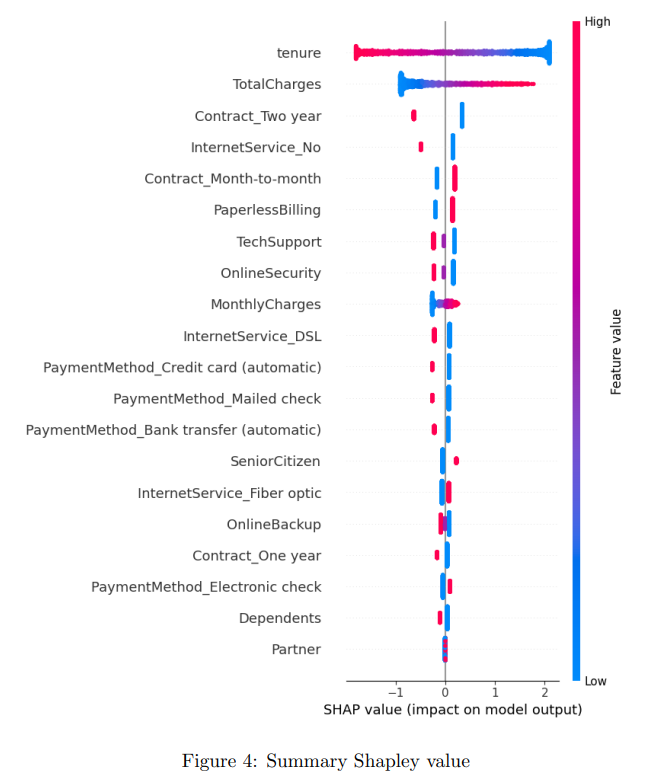 High
tenure
TotalCharges
Contract_Two year
InternetService_No
Contract_Month-to-month
PaperlessBilling
TechSupport
OnlineSecurity
MonthlyCharges
InternetService_DSL
PaymentMethod_Credit card (automatic)
PaymentMethod_Mailed check
PaymentMethod_Bank transfer (automatic)
SeniorCitizen
InternetService_Fiber optic
OnlineBackup
Contract_One year
PaymentMethod_Electronic check
Dependents
Partner
Feature value
Low
−1 0 1 2
SHAP value (impact on model output)
Figure 4: Summary Shapley value